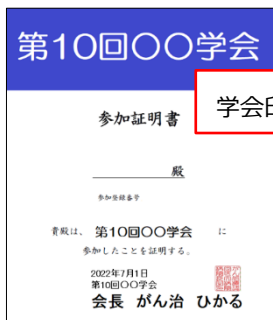 第10回〇〇学会
学会
参加証明書
殿
参加登録番号
貴殿は、 第10回〇〇学会 に
参加したことを証明する。
2022年7月1日
第10回〇〇学会
会長 がん治 ひかる